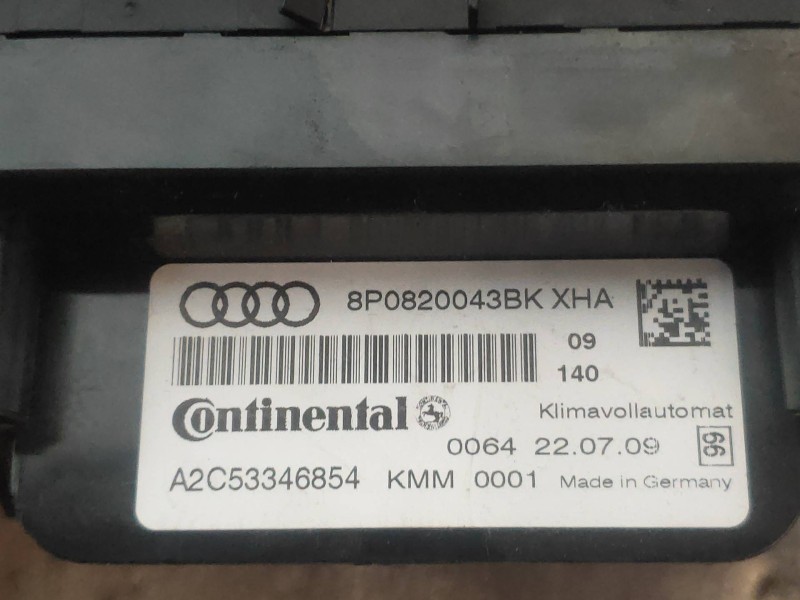 8P0820043BK XHA
09
140
Continental
Klimavollautomat
0064 22.07.09
66
A2C53346854 KMM 0001 Made in Germany